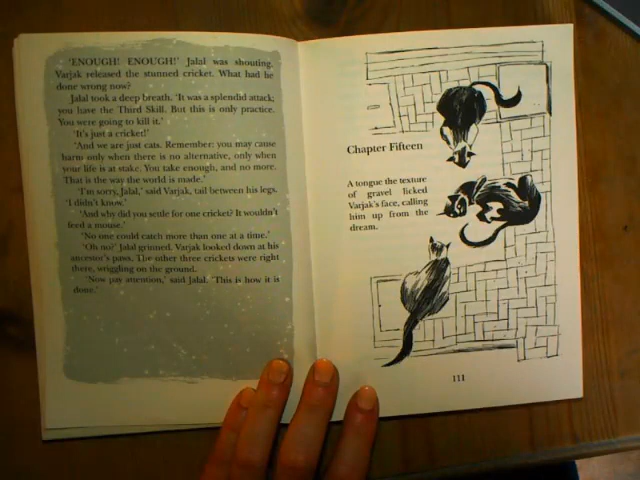 'ENOUGH! ENOUGH!' Jalal was shouting.
Varjak released the stunned cricket. What had he
done wrong now?
Jalal took a deep breath. 'It was a splendid attack;
you have the Third Skill. But this is only practice.
You were going to kill it.'
'It's just a cricket!'
'And we are just cats. Remember: you may cause
harm only when there is no alternative, only when
your life is at stake. You take enough, and no more.
That is the way the world is made.'
'I'm sorry, Jalal,' said Varjak, tail between his legs.
'I didn't know.'
'And why did you settle for one cricket? It wouldn't
feed a mouse.'
'No one could catch more than one at a time.'
'Oh no?' Jalal grinned. Varjak looked down at his
ancestor's paws. The other three crickets were right
there, wriggling on the ground.
'Now pay attention,' said Jalal. 'This is how it is
done.'
Chapter Fifteen
A tongue the texture
of gravel licked
Varjak's face, calling
him up from the
dream.
111